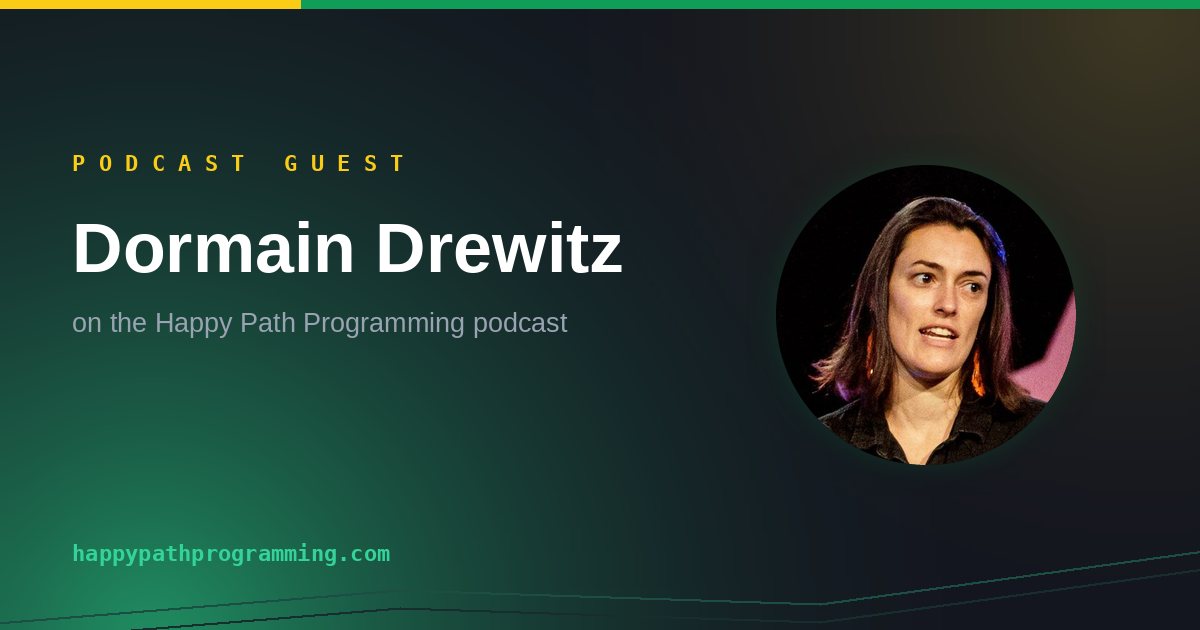 PODCAST GUEST
Dormain Drewitz
on the Happy Path Programming podcast
happypathprogramming.com